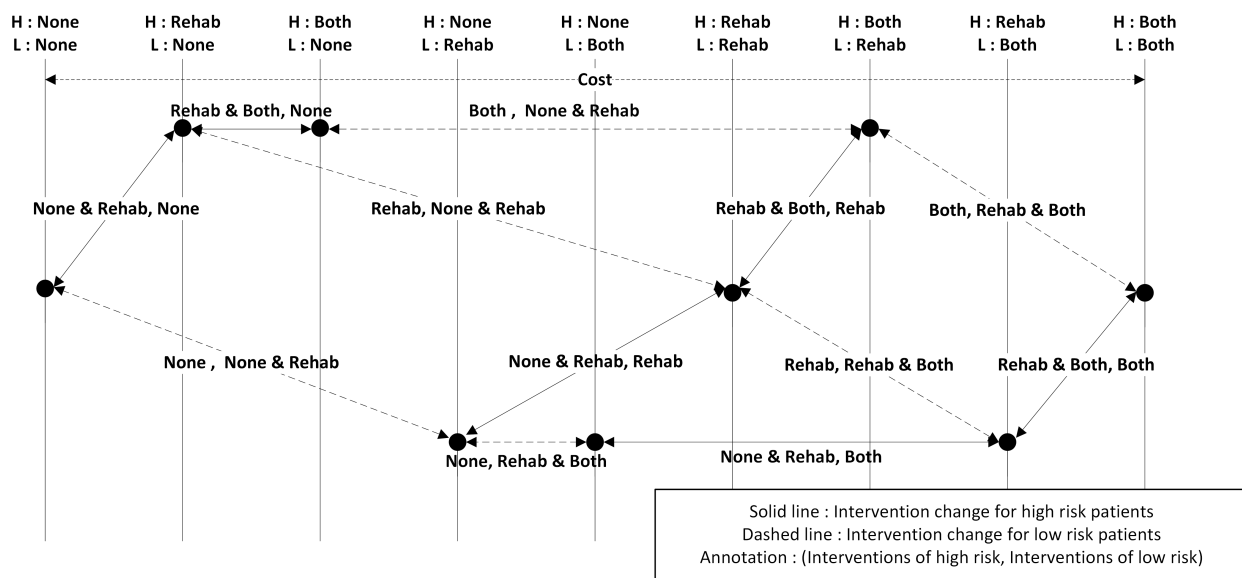 H : None
L : None
H : Rehab
L : None
H : Both
L : None
H : None
L : Rehab
H : None
L : Both
H : Rehab
L : Rehab
H : Both
L : Rehab
H : Rehab
L : Both
H : Both
L : Both
Cost
Rehab & Both, None
Both , None & Rehab
None & Rehab, None
Rehab, None & Rehab
Rehab & Both, Rehab
Both, Rehab & Both
None , None & Rehab
None & Rehab, Rehab
Rehab, Rehab & Both
Rehab & Both, Both
None, Rehab & Both
None & Rehab, Both
Solid line : Intervention change for high risk patients
Dashed line : Intervention change for low risk patients
Annotation : (Interventions of high risk, Interventions of low risk)